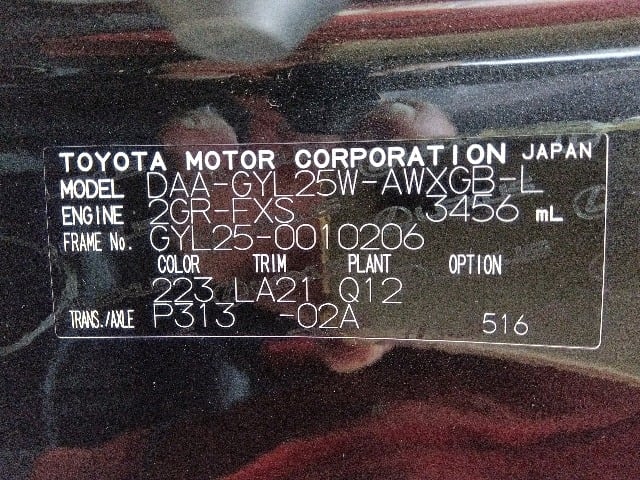 TOYOTA MOTOR CORPORATION JAPAN
MODEL DAA-GYL25W-AWXGB-L
ENGINE 2GR-FXS 3456 mL
FRAME No. GYL25-0010206
COLOR TRIM PLANT OPTION
223 LA21 Q12
TRANS./AXLE P313 -02A 516